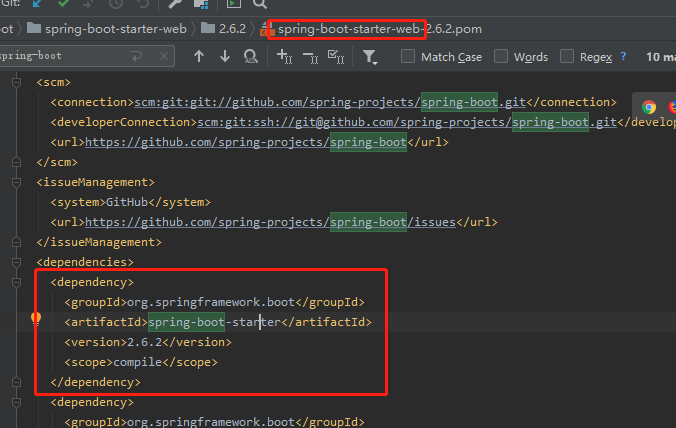 Git:
ot spring-boot-starter-web 2.6.2 spring-boot-starter-web-2.6.2.pom
spring-boot Match Case Words Regex ? 10 ma
<scm>
<connection>scm:git:git://github.com/spring-projects/spring-boot.git</connection>
<developerConnection>scm:git:ssh://git@github.com/spring-projects/spring-boot.git</develo
<url>https://github.com/spring-projects/spring-boot</url>
</scm>
<issueManagement>
<system>GitHub</system>
<url>https://github.com/spring-projects/spring-boot/issues</url>
</issueManagement>
<dependencies>
<dependency>
<groupId>org.springframework.boot</groupId>
<artifactId>spring-boot-starter</artifactId>
<version>2.6.2</version>
<scope>compile</scope>
</dependency>
<dependency>
<groupId>org.springframework.boot</groupId>